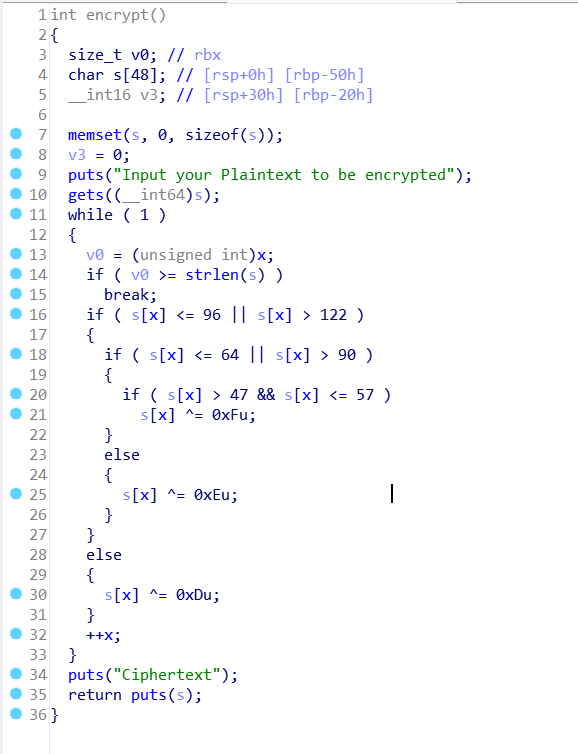 1 int encrypt()
2 {
3   size_t v0; // rbx
4   char s[48]; // [rsp+0h] [rbp-50h]
5   __int16 v3; // [rsp+30h] [rbp-20h]
6
7   memset(s, 0, sizeof(s));
8   v3 = 0;
9   puts("Input your Plaintext to be encrypted");
10   gets((__int64)s);
11   while ( 1 )
12   {
13     v0 = (unsigned int)x;
14     if ( v0 >= strlen(s) )
15       break;
16     if ( s[x] <= 96 || s[x] > 122 )
17     {
18       if ( s[x] <= 64 || s[x] > 90 )
19       {
20         if ( s[x] > 47 && s[x] <= 57 )
21           s[x] ^= 0xFu;
22       }
23       else
24       {
25         s[x] ^= 0xEu;
26       }
27     }
28     else
29     {
30       s[x] ^= 0xDu;
31     }
32     ++x;
33   }
34   puts("Ciphertext");
35   return puts(s);
36 }